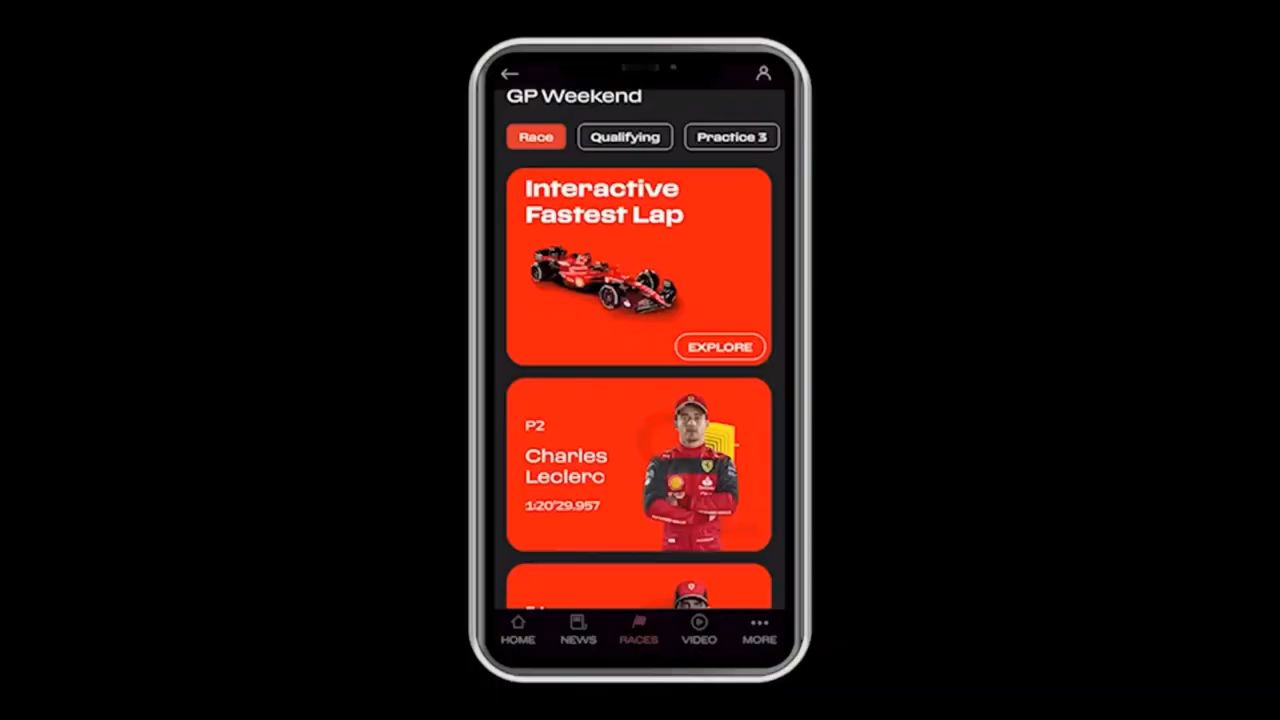 GP Weekend
Race
Qualifying
Practice 3
Interactive
Fastest Lap
EXPLORE
P2
Charles
Leclerc
1:20'29.957
HOME
NEWS
RACES
VIDEO
MORE